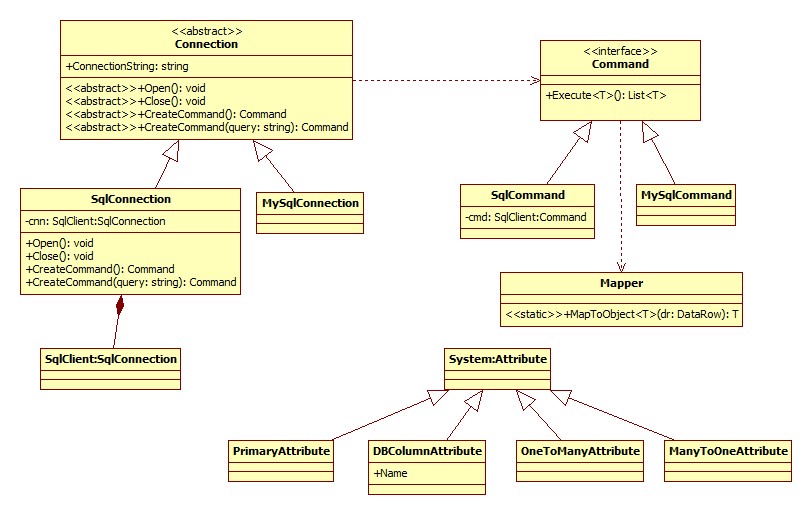 <<abstract>>
Connection
+ConnectionString: string
<<abstract>>+Open(): void
<<abstract>>+Close(): void
<<abstract>>+CreateCommand(): Command
<<abstract>>+CreateCommand(query: string): Command
<<interface>>
Command
+Execute<T>(): List<T>
SqlConnection
-cnn: SqlClient:SqlConnection
+Open(): void
+Close(): void
+CreateCommand(): Command
+CreateCommand(query: string): Command
MySqlConnection
SqlCommand
-cmd: SqlClient:Command
MySqlCommand
Mapper
<<static>>+MapToObject<T>(dr: DataRow): T
SqlClient:SqlConnection
System:Attribute
PrimaryAttribute
DBColumnAttribute
+Name
OneToManyAttribute
ManyToOneAttribute